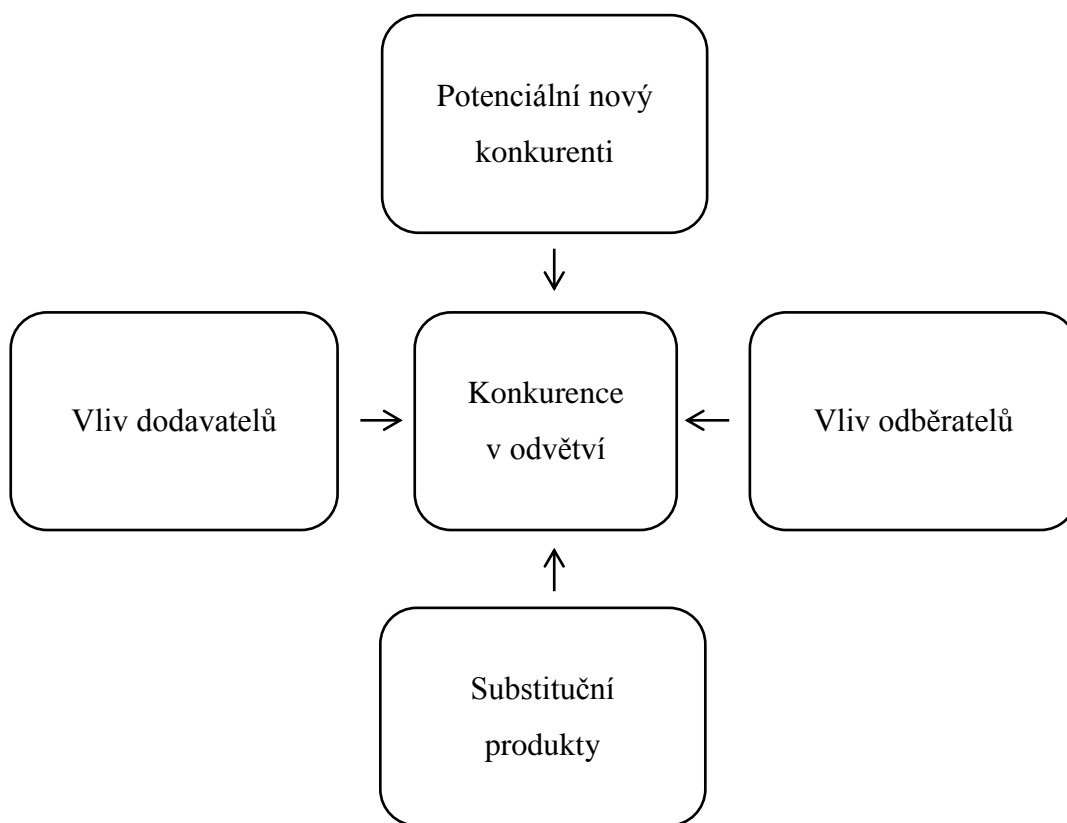 Potenciální nový
konkurenti
Vliv dodavatelů
Konkurence
v odvětví
Vliv odběratelů
Substituční
produkty